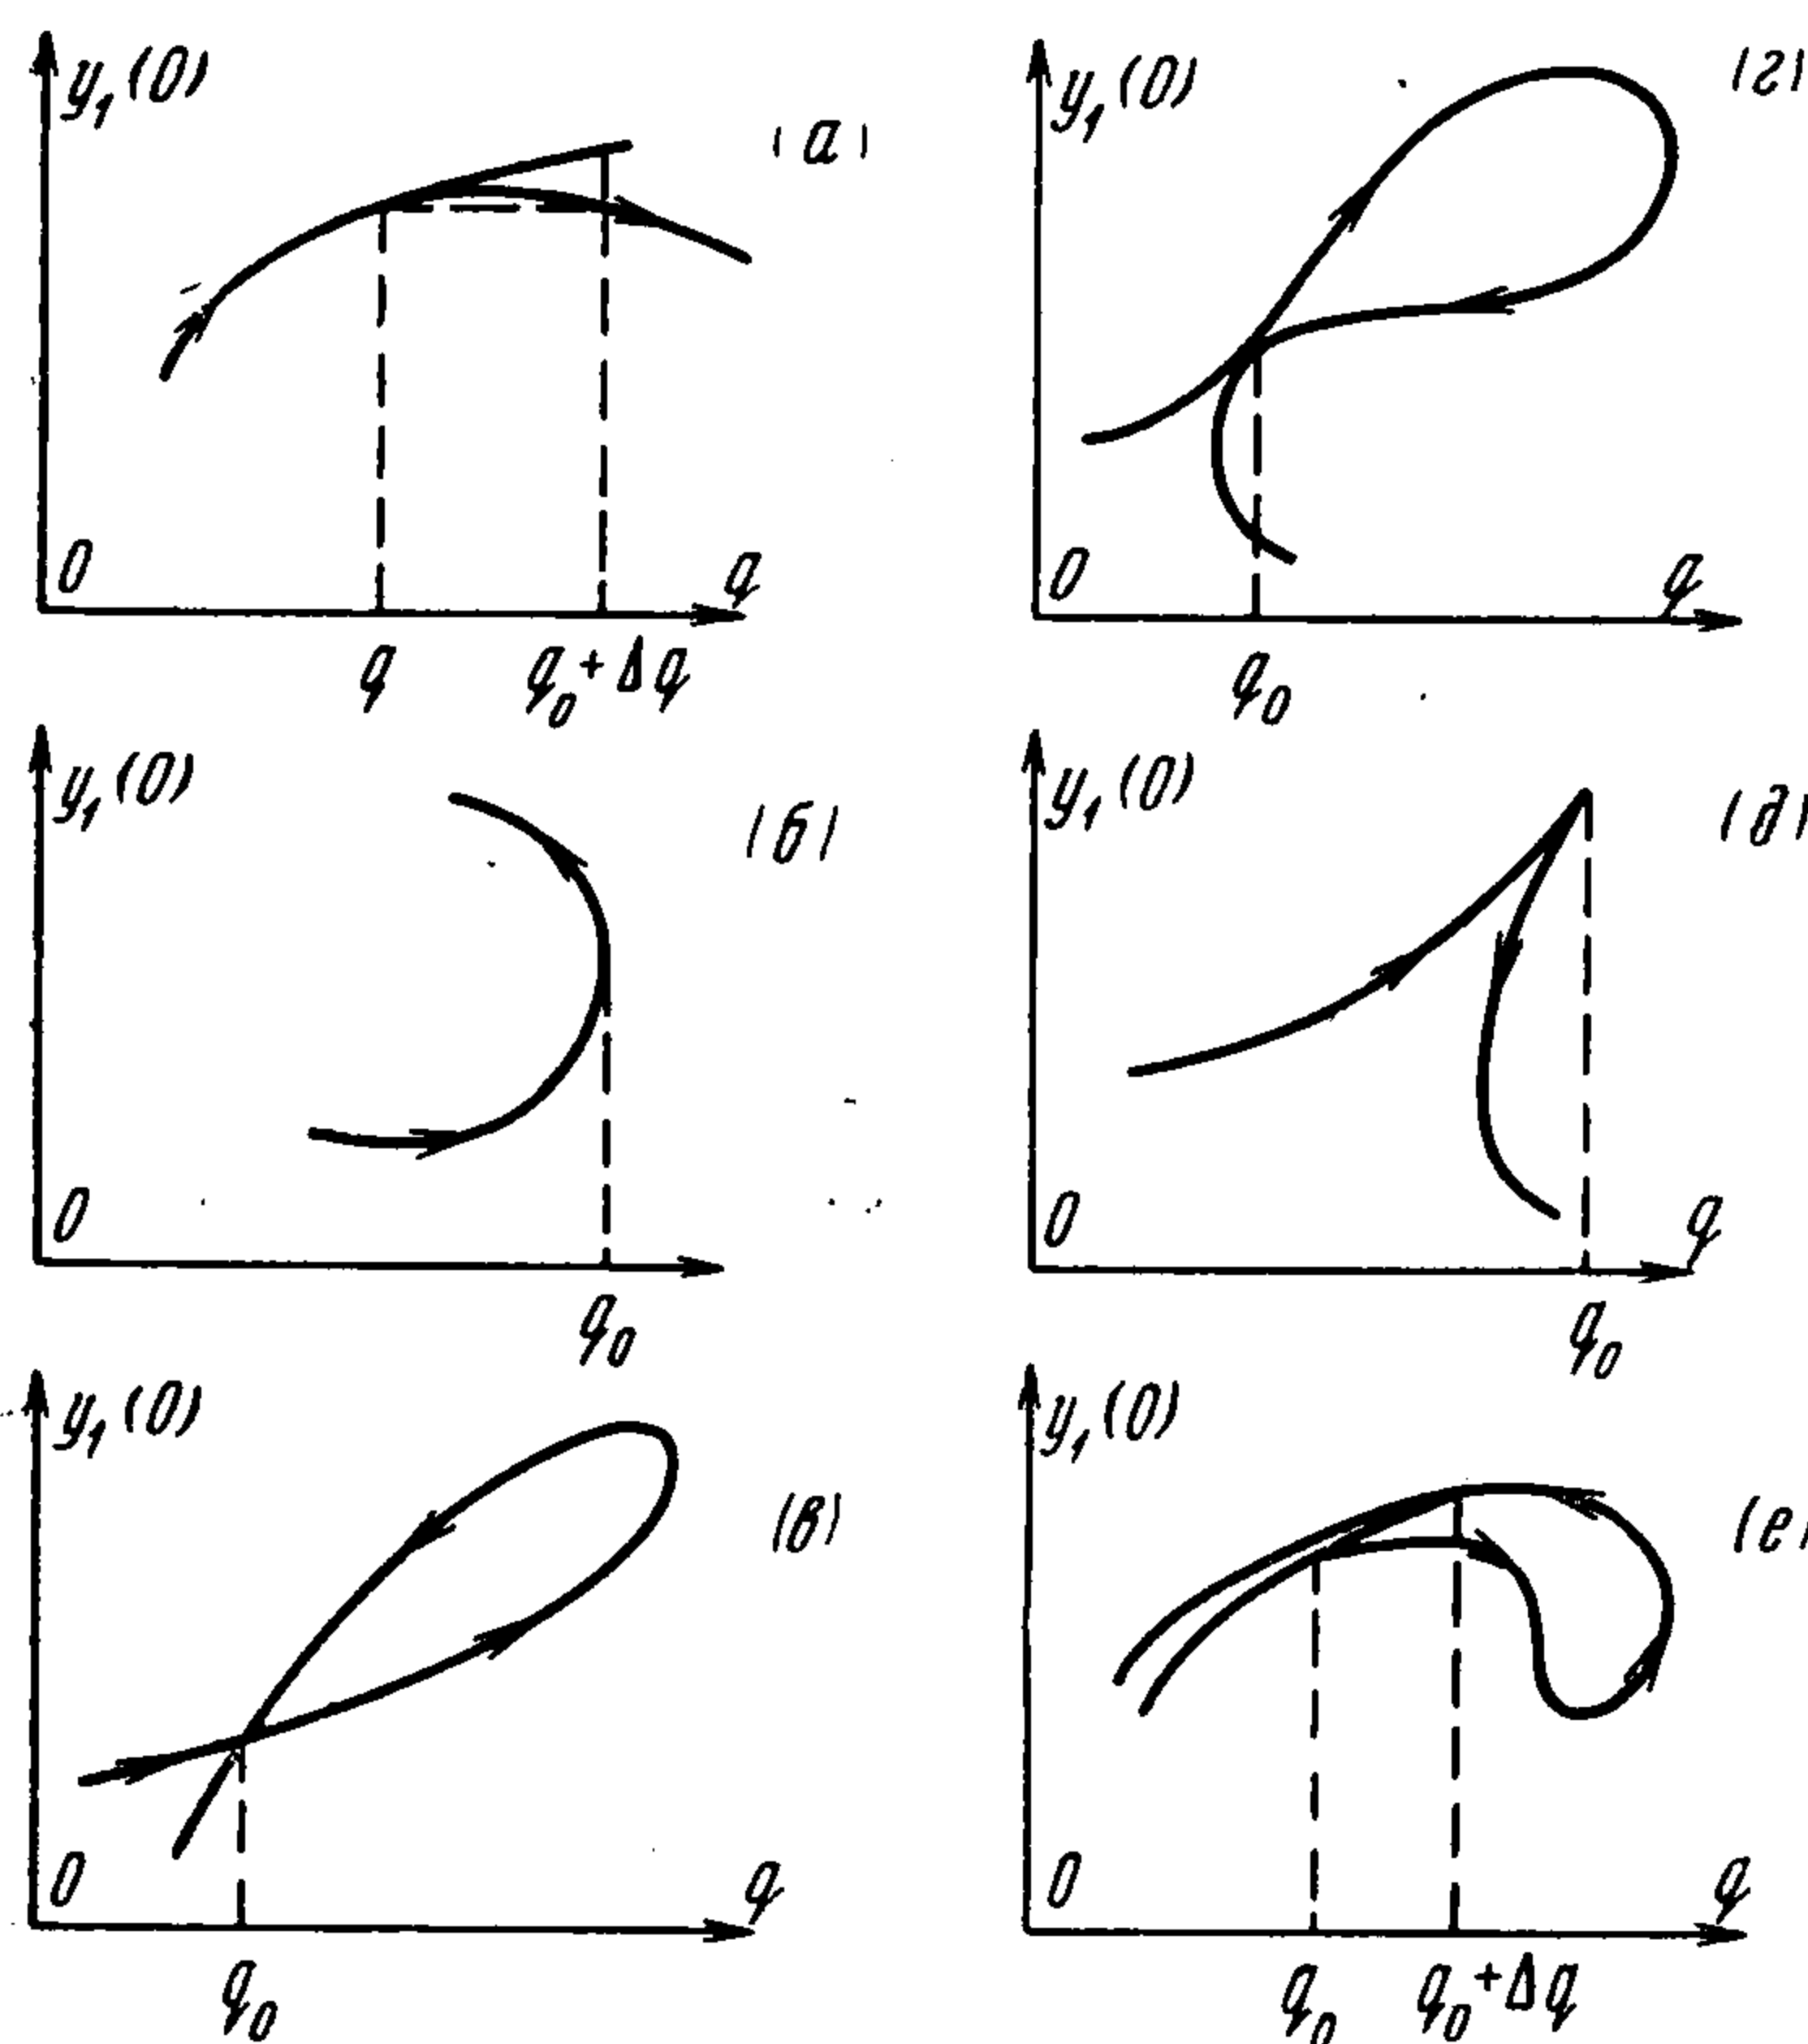 y₁(0)
(а)
0
q
q
q₀+Δq
y₁(0)
(г)
0
q
q₀
y₁(0)
(б)
0
q₀
y₁(0)
(д)
0
q
q₀
y₁(0)
(в)
0
q
q₀
y₁(0)
(е)
0
q
q₀
q₀+Δq